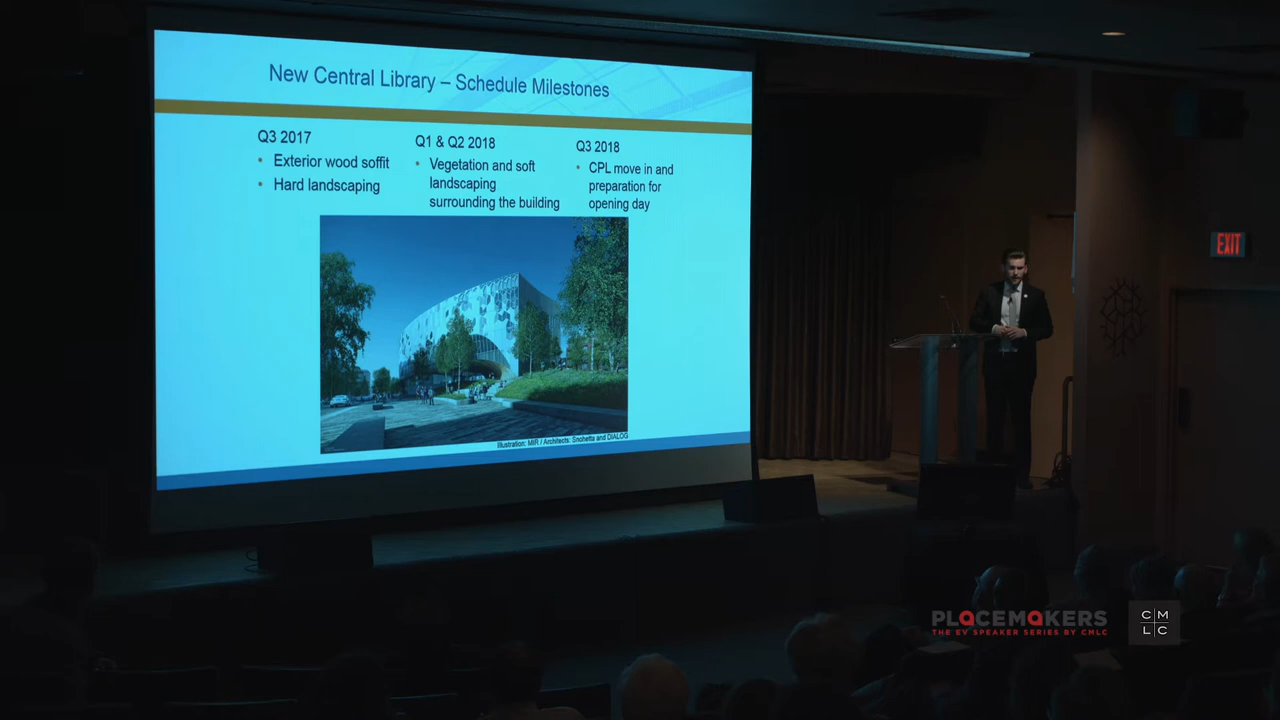 New Central Library – Schedule Milestones
Q3 2017
• Exterior wood soffit
• Hard landscaping
Q1 & Q2 2018
• Vegetation and soft
landscaping
surrounding the building
Q3 2018
• CPL move in and
preparation for
opening day
Illustration: MIR / Architects: Snohetta and DIALOG
EXIT
PLACEMAKERS
THE EV SPEAKER SERIES BY CMLC
CM
LC